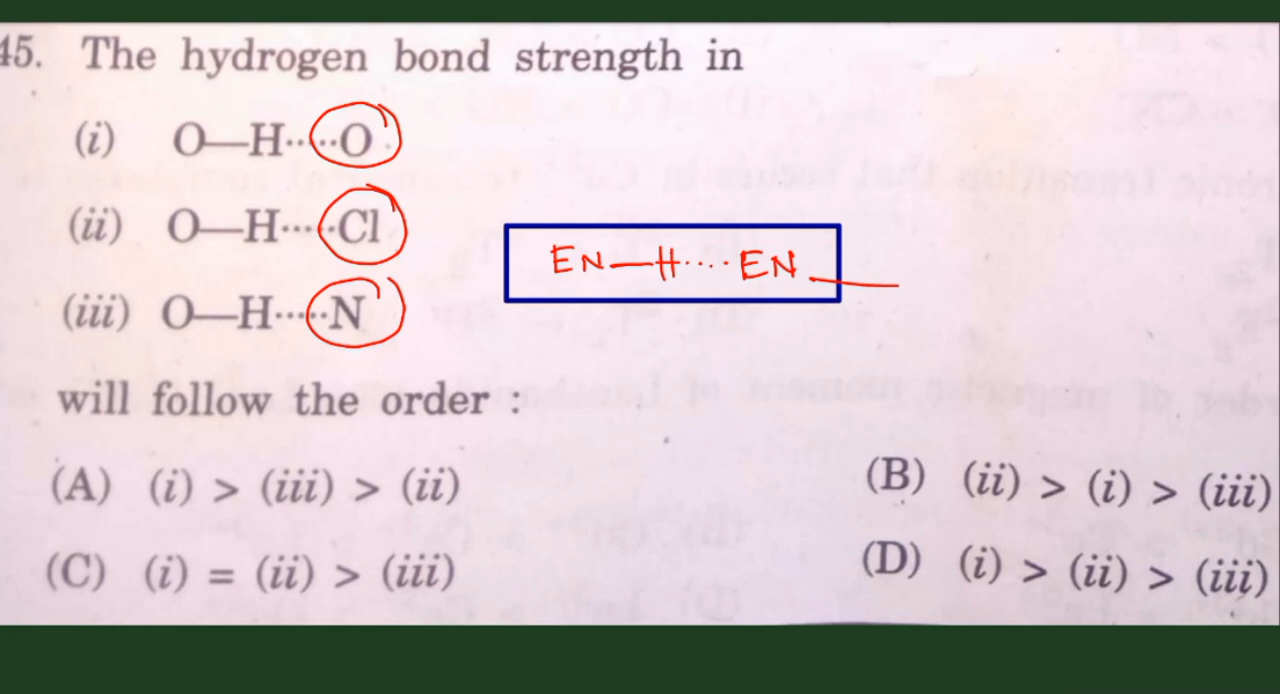 45. The hydrogen bond strength in
(i) O—H·····O
(ii) O—H·····Cl
EN—H····EN
(iii) O—H·····N
will follow the order :
(A) (i) > (iii) > (ii)
(B) (ii) > (i) > (iii)
(C) (i) = (ii) > (iii)
(D) (i) > (ii) > (iii)